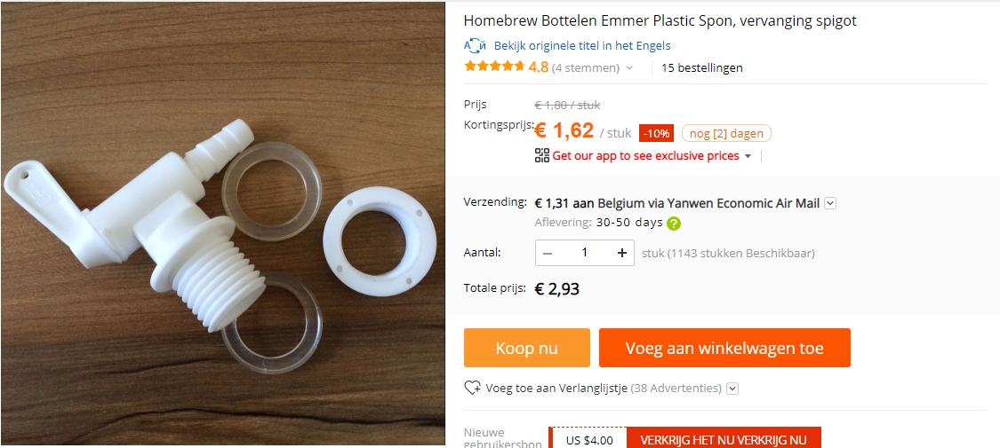 Homebrew Bottelen Emmer Plastic Spon, vervanging spigot
Bekijk originele titel in het Engels
4.8 (4 stemmen) 15 bestellingen
Prijs € 1,80 / stuk
Kortingsprijs: € 1,62 / stuk -10% nog [2] dagen
Get our app to see exclusive prices
Verzending: € 1,31 aan Belgium via Yanwen Economic Air Mail
Aflevering: 30-50 days ?
Aantal: 1 stuk (1143 stukken Beschikbaar)
Totale prijs: € 2,93
Koop nu Voeg aan winkelwagen toe
Voeg toe aan Verlanglijstje (38 Advertenties)
Nieuwe
gebruikersbon US $4.00 VERKRIJG HET NU VERKRIJG NU